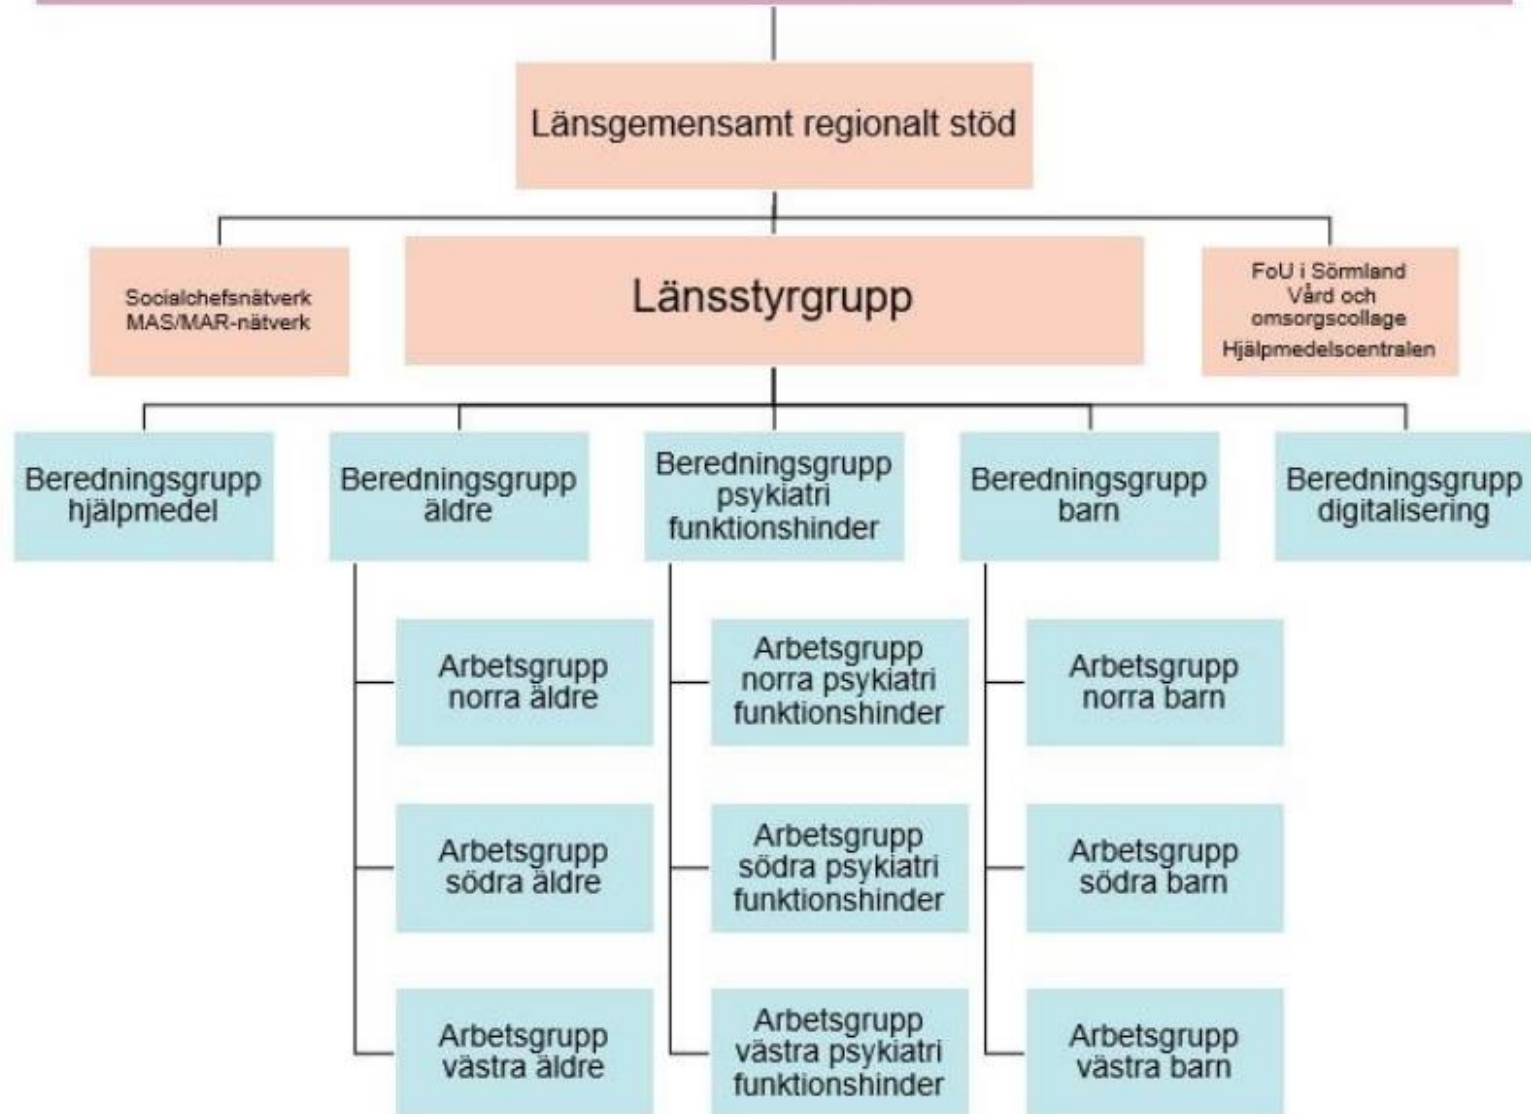 Länsgemensamt regionalt stöd
Socialchefsnätverk
MAS/MAR-nätverk
Länsstyrgrupp
FoU i Sörmland
Vård och
omsorgscollage
Hjälpmedelscentralen
Beredningsgrupp
hjälpmedel
Beredningsgrupp
äldre
Beredningsgrupp
psykiatri
funktionshinder
Beredningsgrupp
barn
Beredningsgrupp
digitalisering
Arbetsgrupp
norra äldre
Arbetsgrupp
norra psykiatri
funktionshinder
Arbetsgrupp
norra barn
Arbetsgrupp
södra äldre
Arbetsgrupp
södra psykiatri
funktionshinder
Arbetsgrupp
södra barn
Arbetsgrupp
västra äldre
Arbetsgrupp
västra psykiatri
funktionshinder
Arbetsgrupp
västra barn